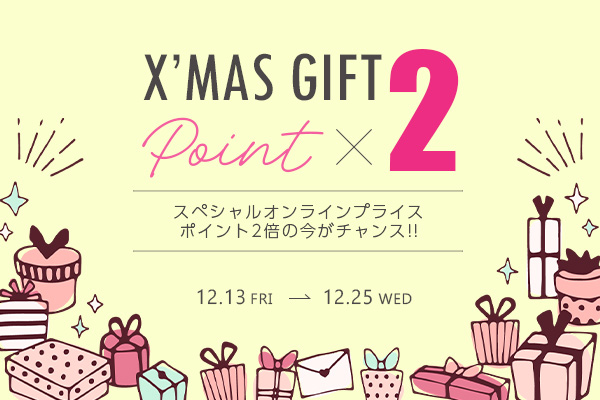 X'MAS GIFT
Point × 2
スペシャルオンラインプライス
ポイント2倍の今がチャンス!!
12.13 FRI → 12.25 WED